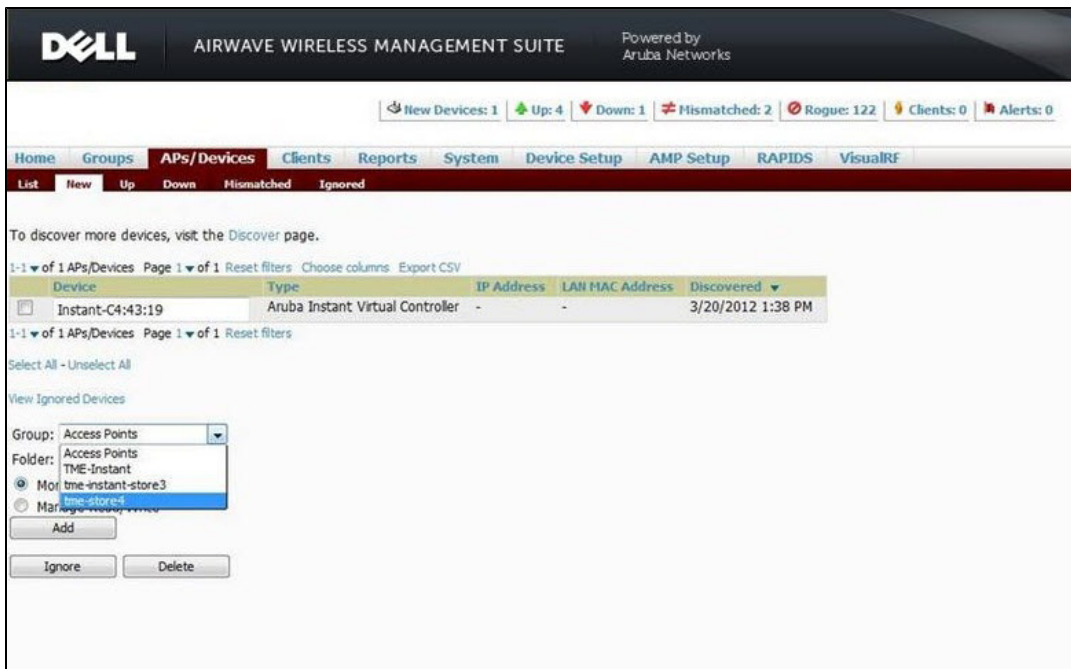 DELL AIRWAVE WIRELESS MANAGEMENT SUITE Powered by
Aruba Networks
New Devices: 1 Up: 4 Down: 1 Mismatched: 2 Rogue: 122 Clients: 0 Alerts: 0
Home Groups APs/Devices Clients Reports System Device Setup AMP Setup RAPIDS VisualRF
List New Up Down Mismatched Ignored
To discover more devices, visit the Discover page.
1-1 of 1 APs/Devices Page 1 of 1 Reset filters Choose columns Export CSV
Device Type IP Address LAN MAC Address Discovered
Instant-C4:43:19 Aruba Instant Virtual Controller - - 3/20/2012 1:38 PM
1-1 of 1 APs/Devices Page 1 of 1 Reset filters
Select All - Unselect All
View Ignored Devices
Group: Access Points
Access Points
Folder: TME-Instant
tme-instant-store3
tme-store4
Add
Ignore Delete